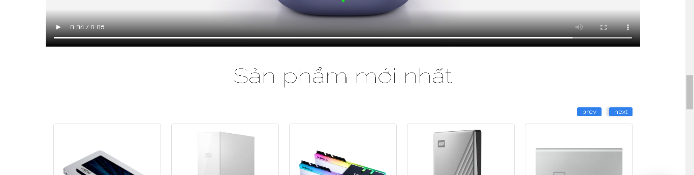 Sản phẩm mới nhất
prev next